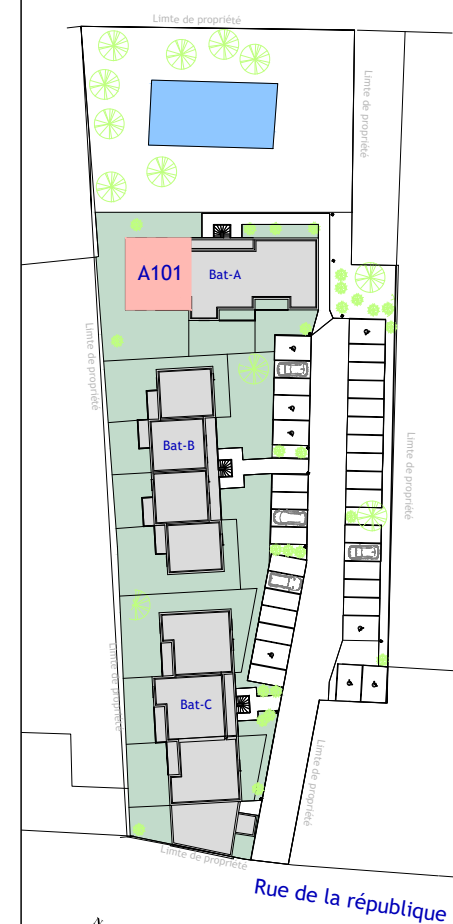 Limte de propriété
Limte de propriété
A101
Bat-A
Limte de propriété
Bat-B
Limte de propriété
Limte de propriété
Bat-C
Limte de propriété
Limte de propriété
Rue de la république
N